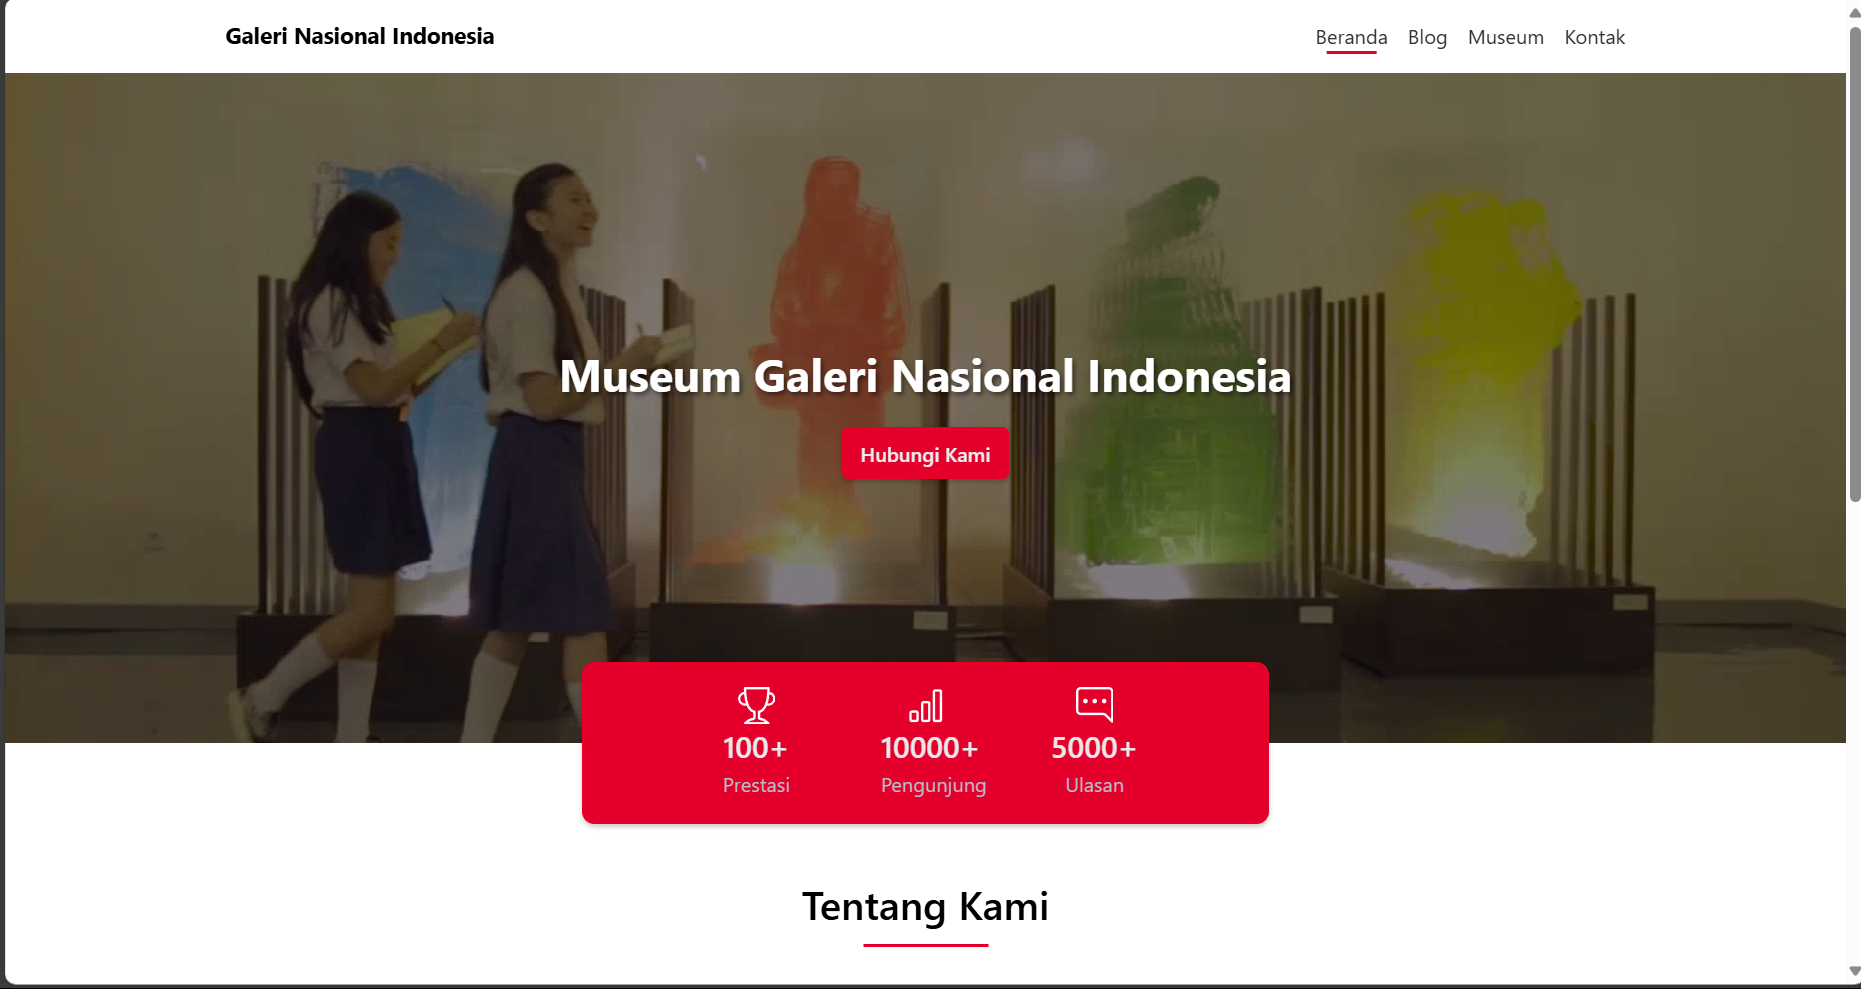 Galeri Nasional Indonesia
Beranda Blog Museum Kontak
Museum Galeri Nasional Indonesia
Hubungi Kami
100+ 10000+ 5000+
Prestasi Pengunjung Ulasan
Tentang Kami